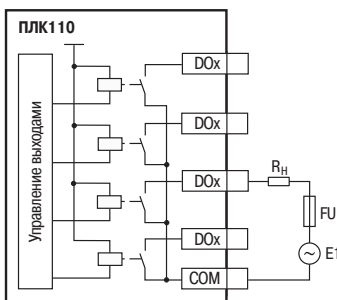 ПЛК110
Управление выходами
DOx
DOx
DOx
DOx
COM
RН
FU
E1